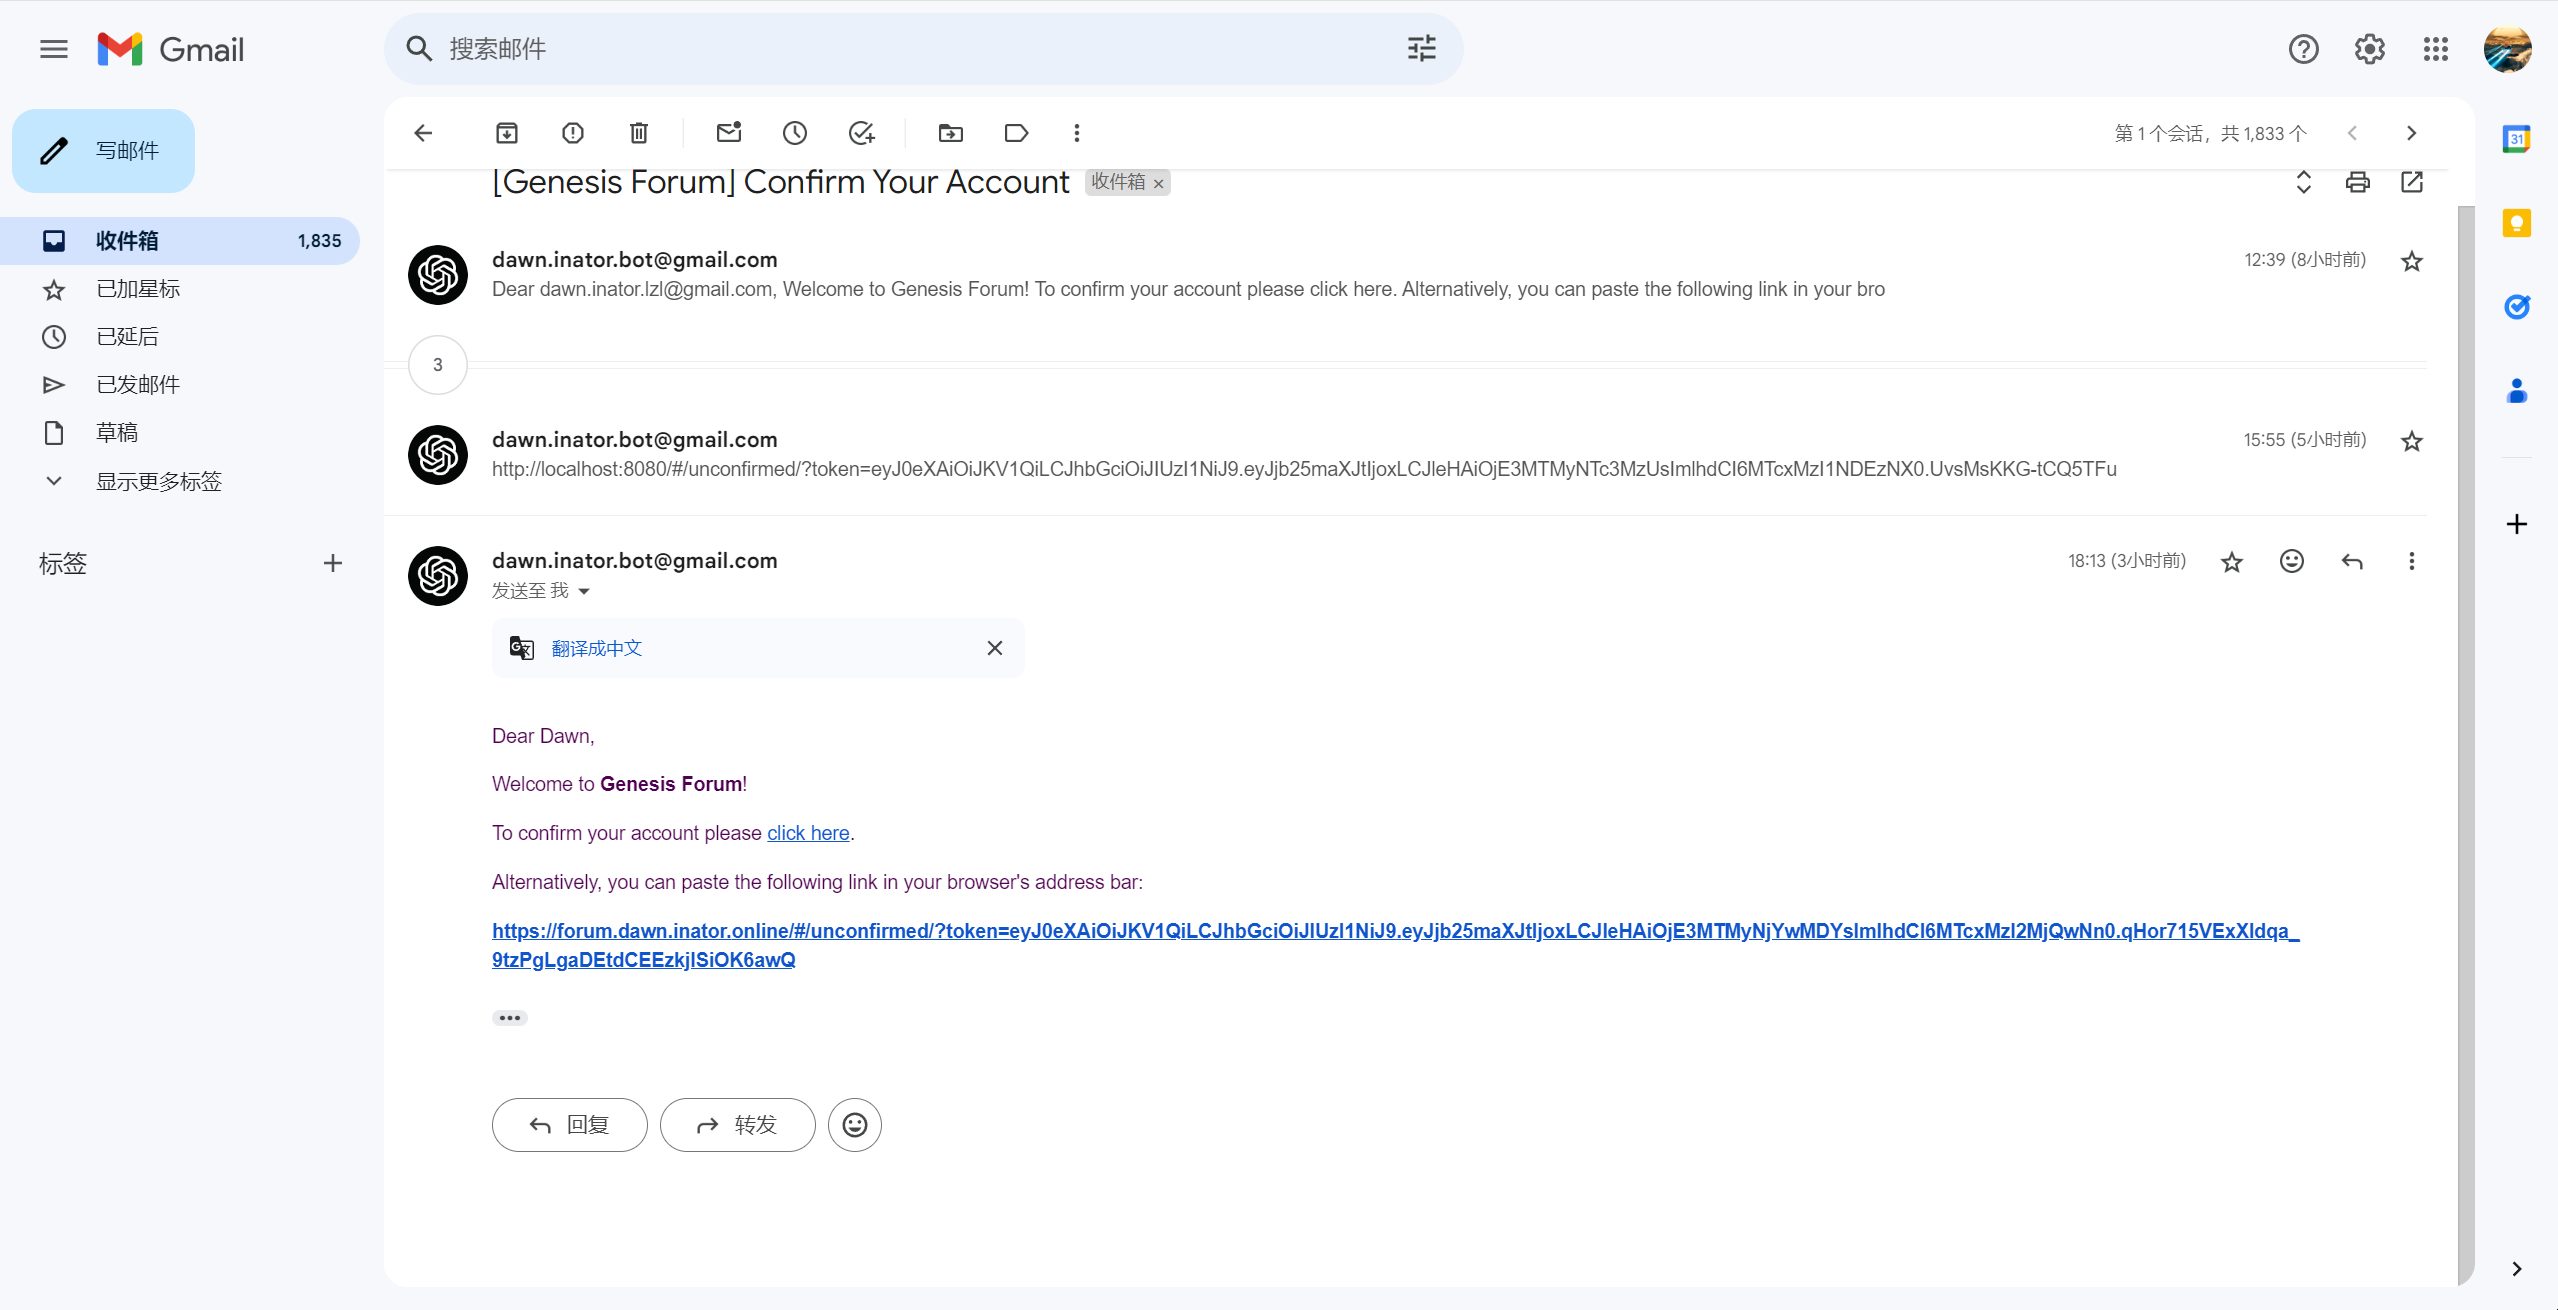 Gmail
搜索邮件
写邮件
收件箱 1,835
已加星标
已延后
已发邮件
草稿
显示更多标签
标签
第 1 个会话，共 1,833 个
31
[Genesis Forum] Confirm Your Account 收件箱 ×
dawn.inator.bot@gmail.com 12:39 (8小时前)
Dear dawn.inator.lzl@gmail.com, Welcome to Genesis Forum! To confirm your account please click here. Alternatively, you can paste the following link in your bro
3
dawn.inator.bot@gmail.com 15:55 (5小时前)
http://localhost:8080/#/unconfirmed/?token=eyJ0eXAiOiJKV1QiLCJhbGciOiJIUzI1NiJ9.eyJjb25maXJtIjoxLCJleHAiOjE3MTMyNTc3MzUsImlhdCI6MTcxMzI1NDEzNX0.UvsMsKKG-tCQ5TFu
dawn.inator.bot@gmail.com 18:13 (3小时前)
发送至 我
翻译成中文
Dear Dawn,
Welcome to Genesis Forum!
To confirm your account please click here.
Alternatively, you can paste the following link in your browser's address bar:
https://forum.dawn.inator.online/#/unconfirmed/?token=eyJ0eXAiOiJKV1QiLCJhbGciOiJIUzI1NiJ9.eyJjb25maXJtIjoxLCJleHAiOjE3MTMyNjYwMDYsImlhdCI6MTcxMzI2MjQwNn0.qHor715VExXIdqa_
9tzPgLgaDEtdCEEzkjlSiOK6awQ
回复
转发